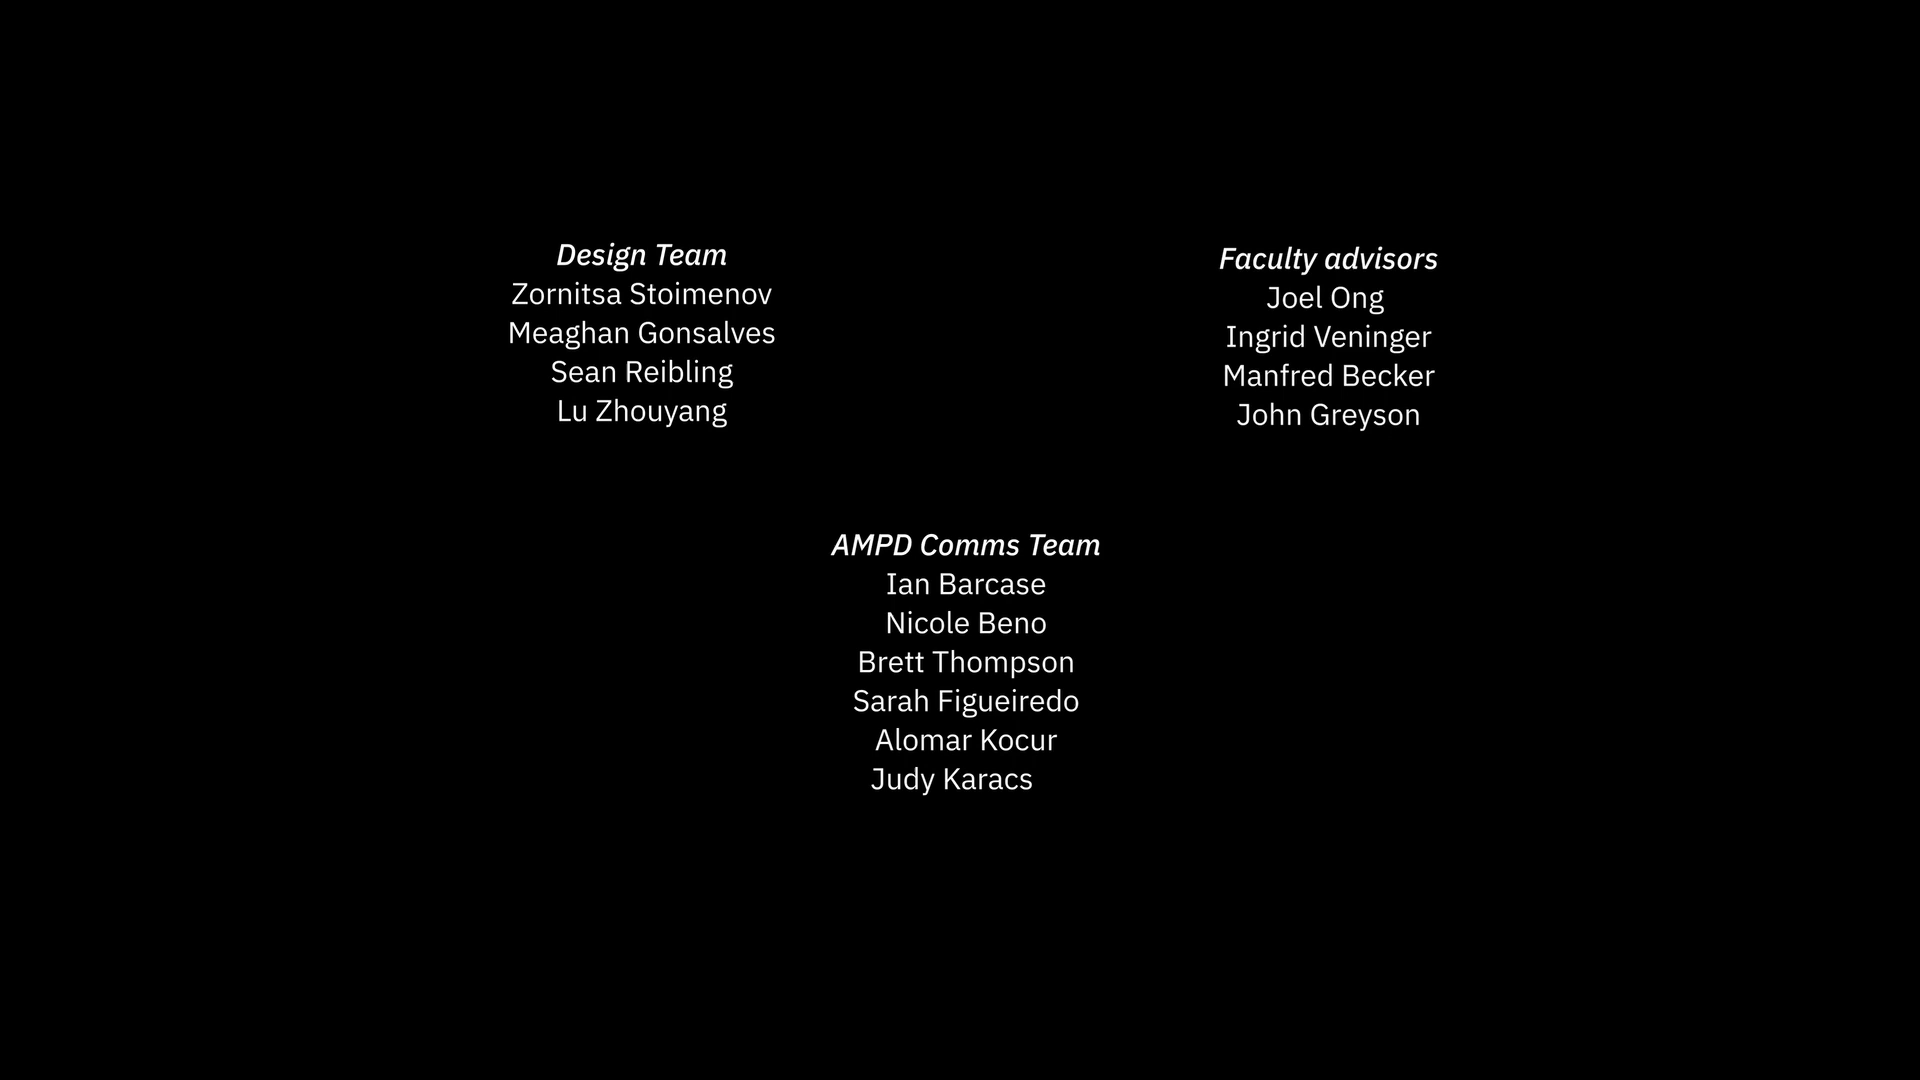 Design Team
Zornitsa Stoimenov
Meaghan Gonsalves
Sean Reibling
Lu Zhouyang
Faculty advisors
Joel Ong
Ingrid Veninger
Manfred Becker
John Greyson
AMPD Comms Team
Ian Barcase
Nicole Beno
Brett Thompson
Sarah Figueiredo
Alomar Kocur
Judy Karacs